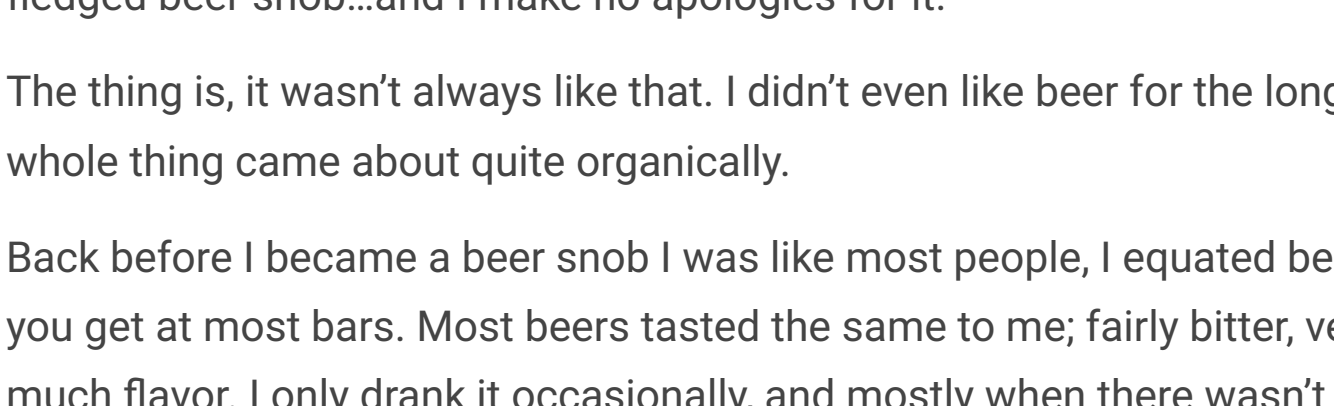 fledged beer snob...and I make no apologies for it.
The thing is, it wasn’t always like that. I didn’t even like beer for the long
whole thing came about quite organically.
Back before I became a beer snob I was like most people, I equated be
you get at most bars. Most beers tasted the same to me; fairly bitter, ve
much flavor. I only drank it occasionally, and mostly when there wasn’t